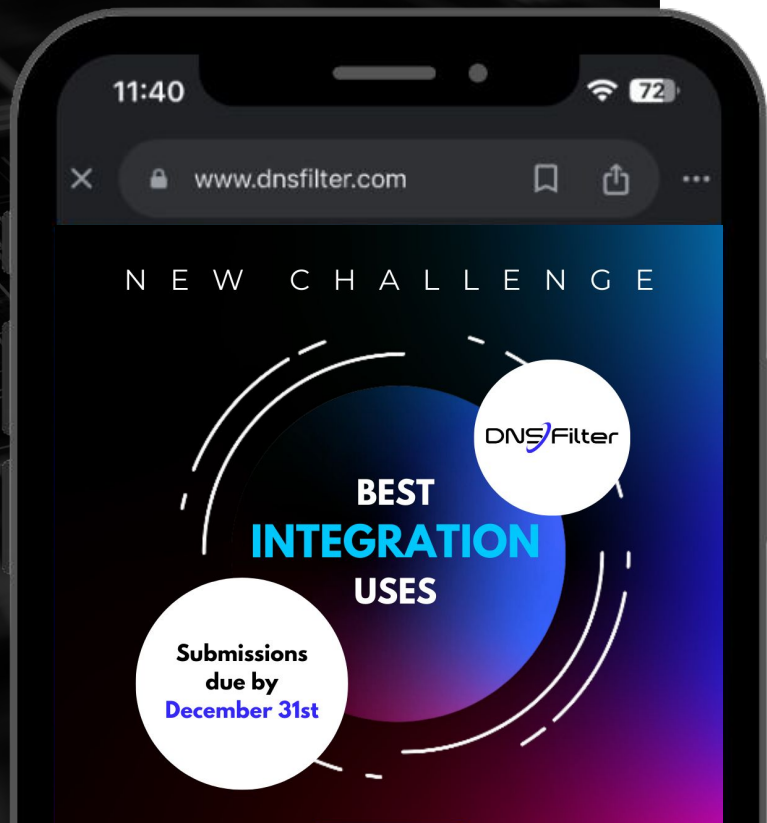 11:40
72
www.dnsfilter.com
NEW CHALLENGE
DNSFilter
BEST
INTEGRATION
USES
Submissions
due by
December 31st